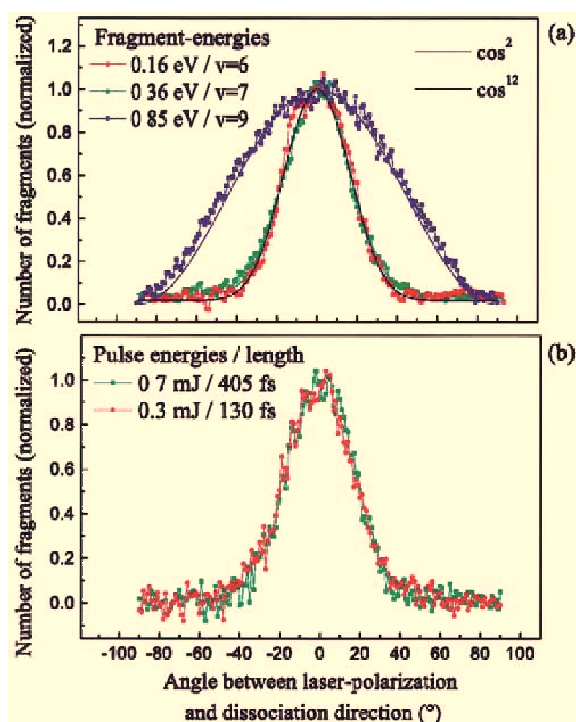 (a)
Fragment-energies
0.16 eV / v=6
0 36 eV / v=7
0 85 eV / v=9
cos2
cos12
Number of fragments (normalized)
1.2
1.0
0.8
0.6
0.4
0.2
0.0
(b)
Pulse energies / length
0 7 mJ / 405 fs
0.3 mJ / 130 fs
Number of fragments (normalized)
1.0
0.8
0.6
0.4
0.2
0.0
-100 -80 -60 -40 -20 0 20 40 60 80 100
Angle between laser-polarization
and dissociation direction (°)